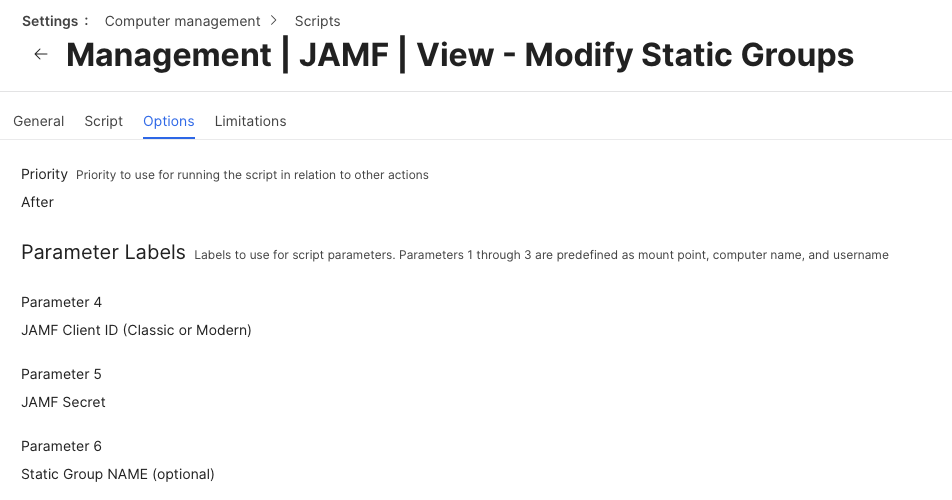 Settings : Computer management > Scripts
← Management | JAMF | View - Modify Static Groups
General Script Options Limitations
Priority Priority to use for running the script in relation to other actions
After
Parameter Labels Labels to use for script parameters. Parameters 1 through 3 are predefined as mount point, computer name, and username
Parameter 4
JAMF Client ID (Classic or Modern)
Parameter 5
JAMF Secret
Parameter 6
Static Group NAME (optional)